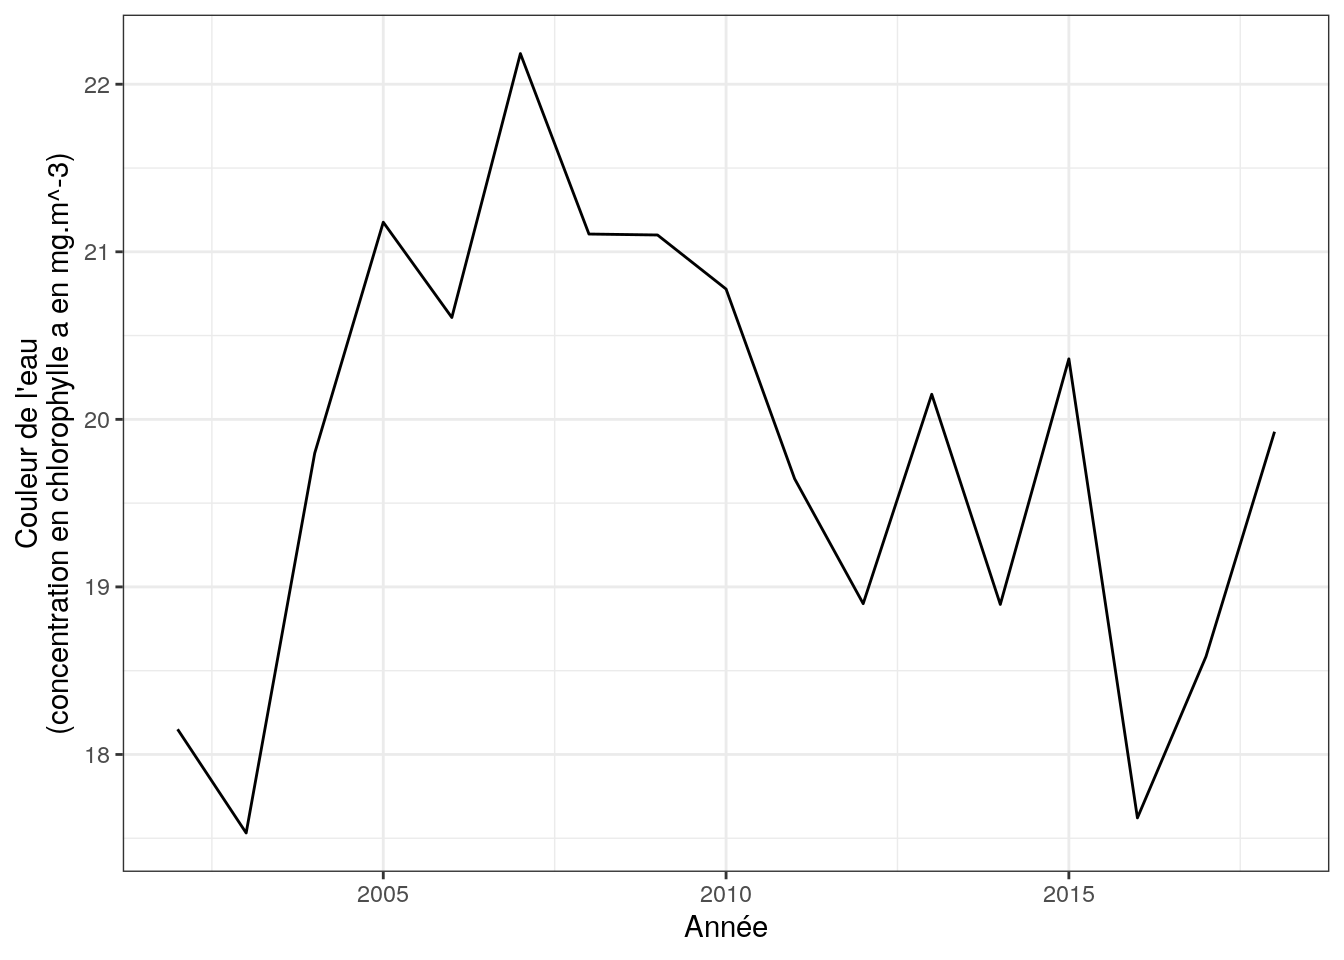 Couleur de l'eau
(concentration en chlorophylle a en mg.m^-3)
22
21
20
19
18
2005 2010 2015
Année